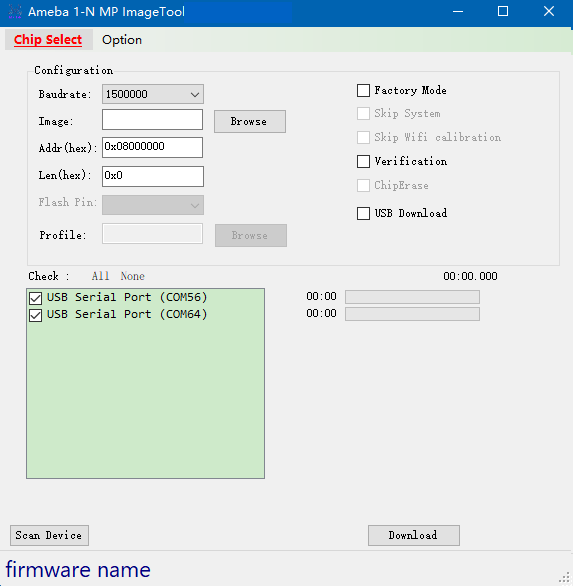 Ameba 1-N MP ImageTool
Chip Select Option
Configuration
Baudrate: 1500000
Factory Mode
Image: Browse
Skip System
Skip Wifi calibration
Addr(hex): 0x08000000
Verification
Len(hex): 0x0
ChipErase
Flash Pin:
USB Download
Profile: Browse
Check : All None 00:00.000
USB Serial Port (COM56) 00:00
USB Serial Port (COM64) 00:00
Scan Device Download
firmware name